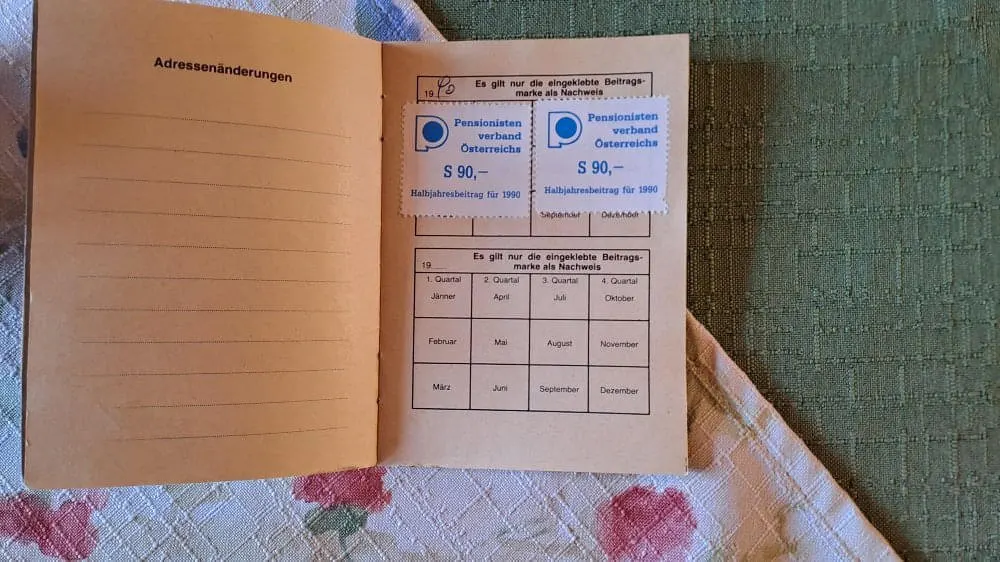 Adressenänderungen
19 90 Es gilt nur die eingeklebte Beitrags-
marke als Nachweis
Pensionisten
verband
Österreichs
S 90,—
Halbjahresbeitrag für 1990
Pensionisten
verband
Österreichs
S 90,—
Halbjahresbeitrag für 1990
September Dezember
19 Es gilt nur die eingeklebte Beitrags-
marke als Nachweis
1. Quartal 2. Quartal 3. Quartal 4. Quartal
Jänner April Juli Oktober
Februar Mai August November
März Juni September Dezember